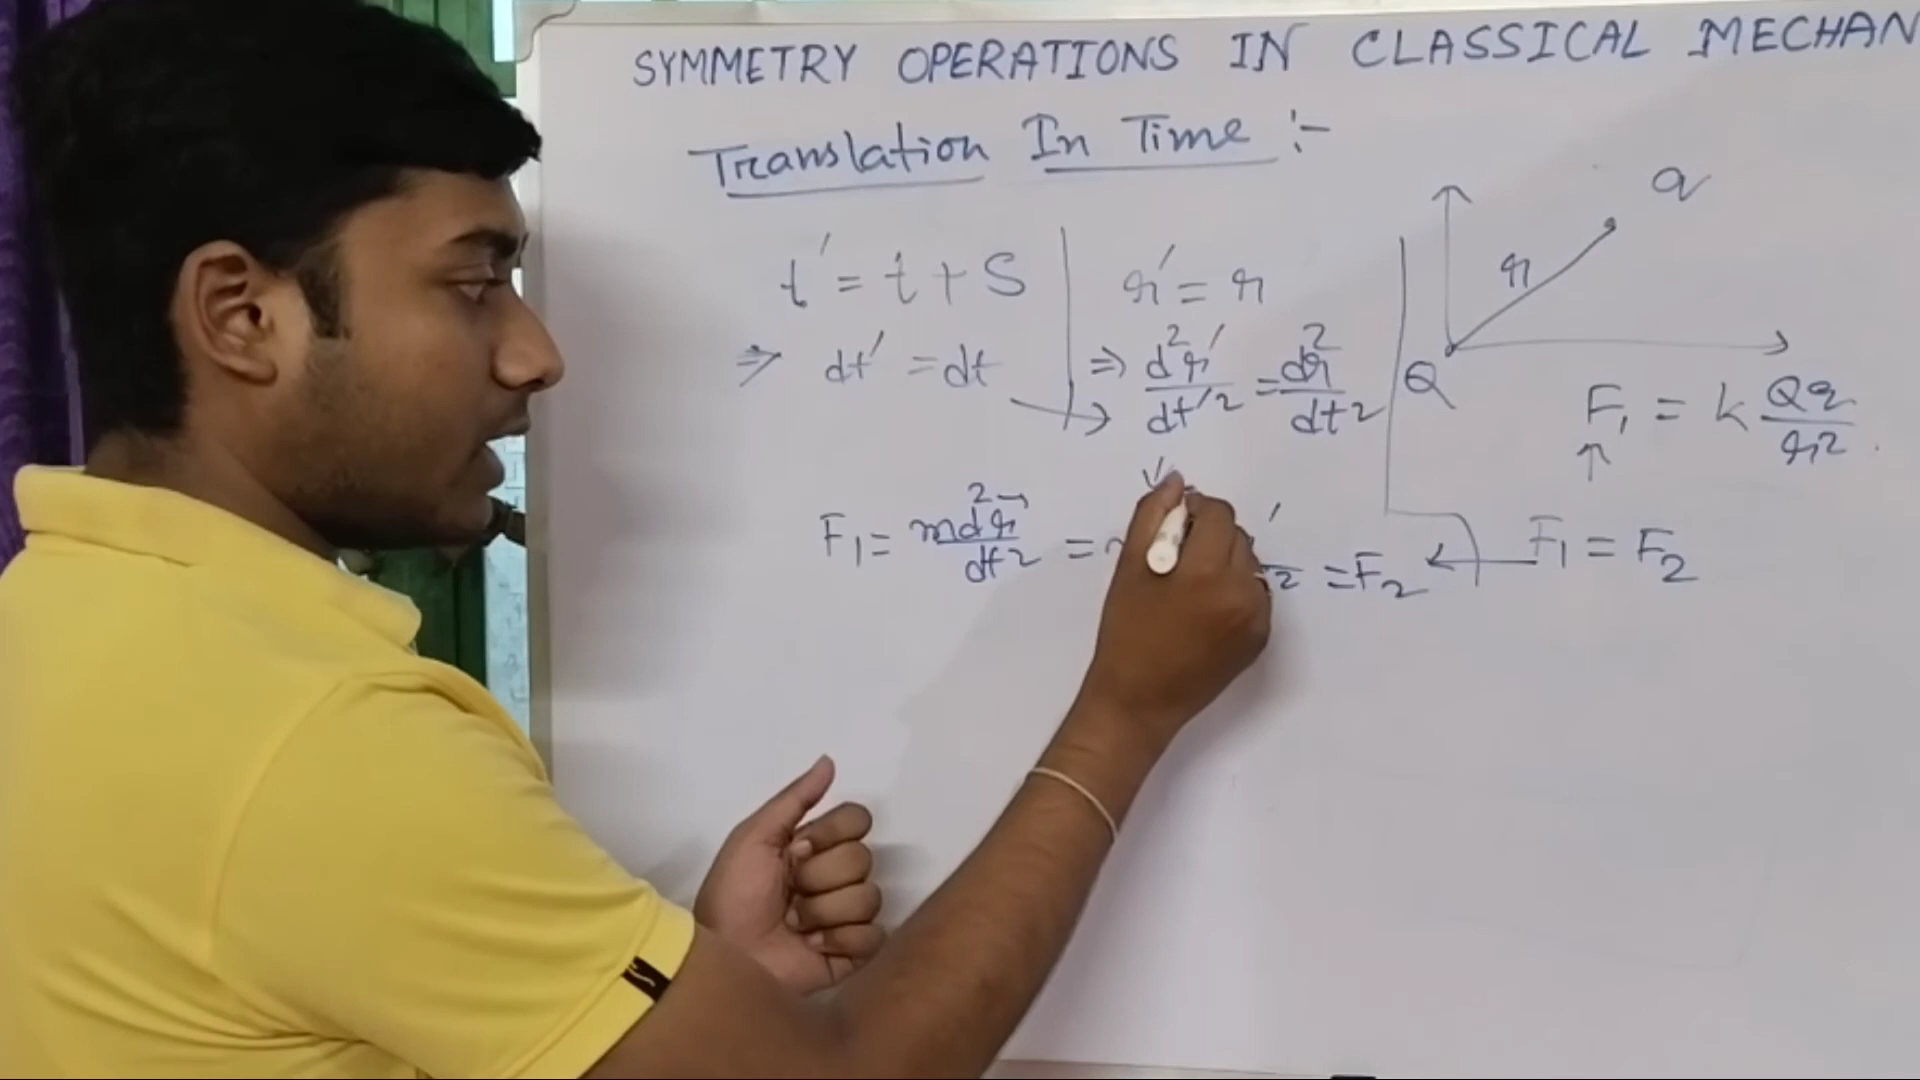 SYMMETRY OPERATIONS IN CLASSICAL MECHAN
Translation In Time :-
t' = t + S
⇒ dt' = dt
r' = r
⇒ d²r'/dt'² = d²r/dt²
F₁ = m d²r/dt² = = F₂
q
r
Q
F₁ = k Qq/r²
F₁ = F₂